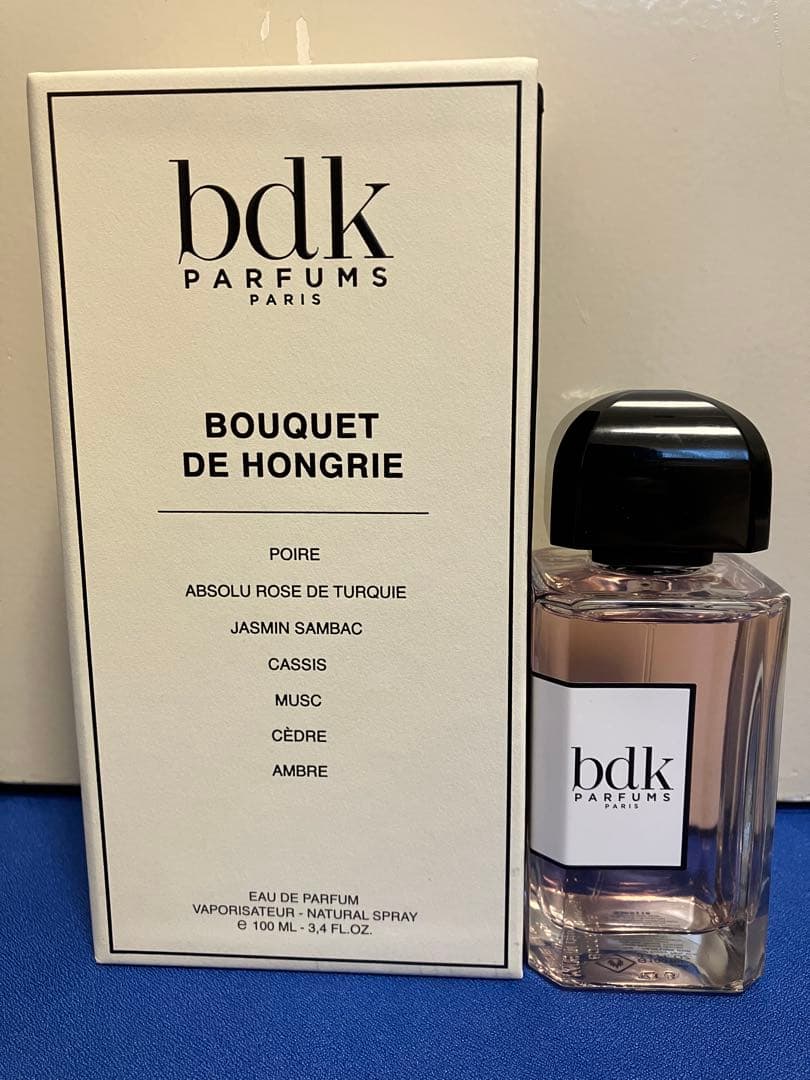 bdk
PARFUMS
PARIS
BOUQUET
DE HONGRIE
POIRE
ABSOLU ROSE DE TURQUIE
JASMIN SAMBAC
CASSIS
MUSC
CÈDRE
AMBRE
EAU DE PARFUM
VAPORISATEUR - NATURAL SPRAY
℮ 100 ML - 3,4 FL.OZ.
bdk
PARFUMS
PARIS